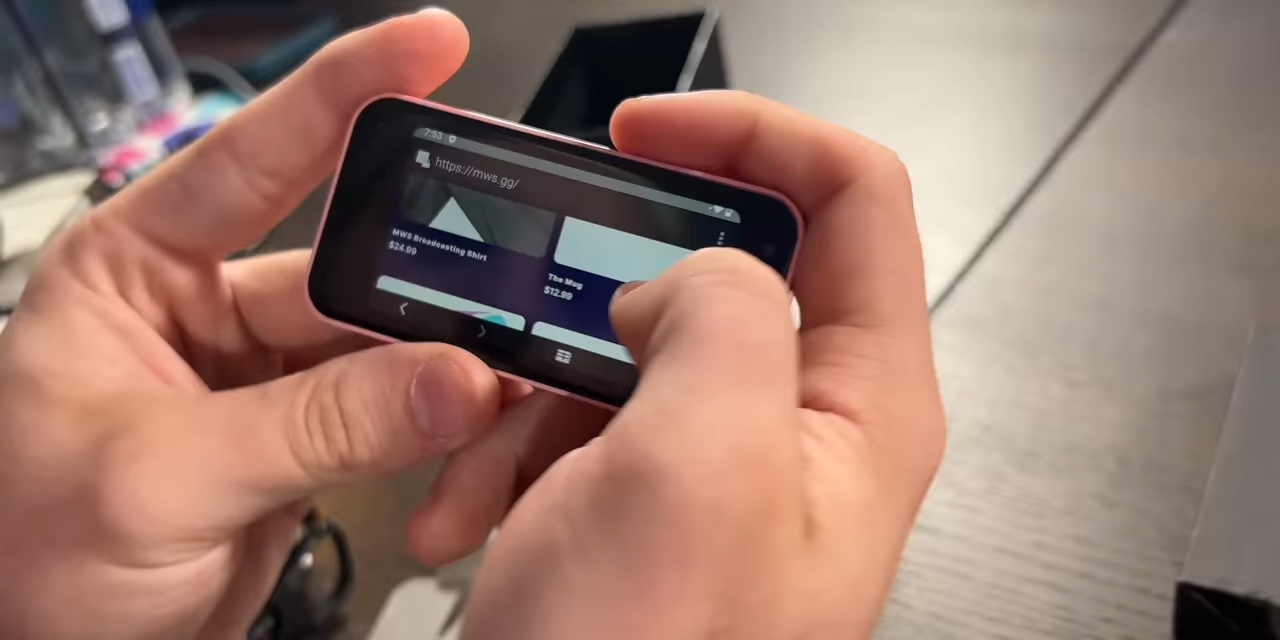 7:53
https://mws.gg/
MWS Broadcasting Shirt
$24.99
The Mug
$12.99